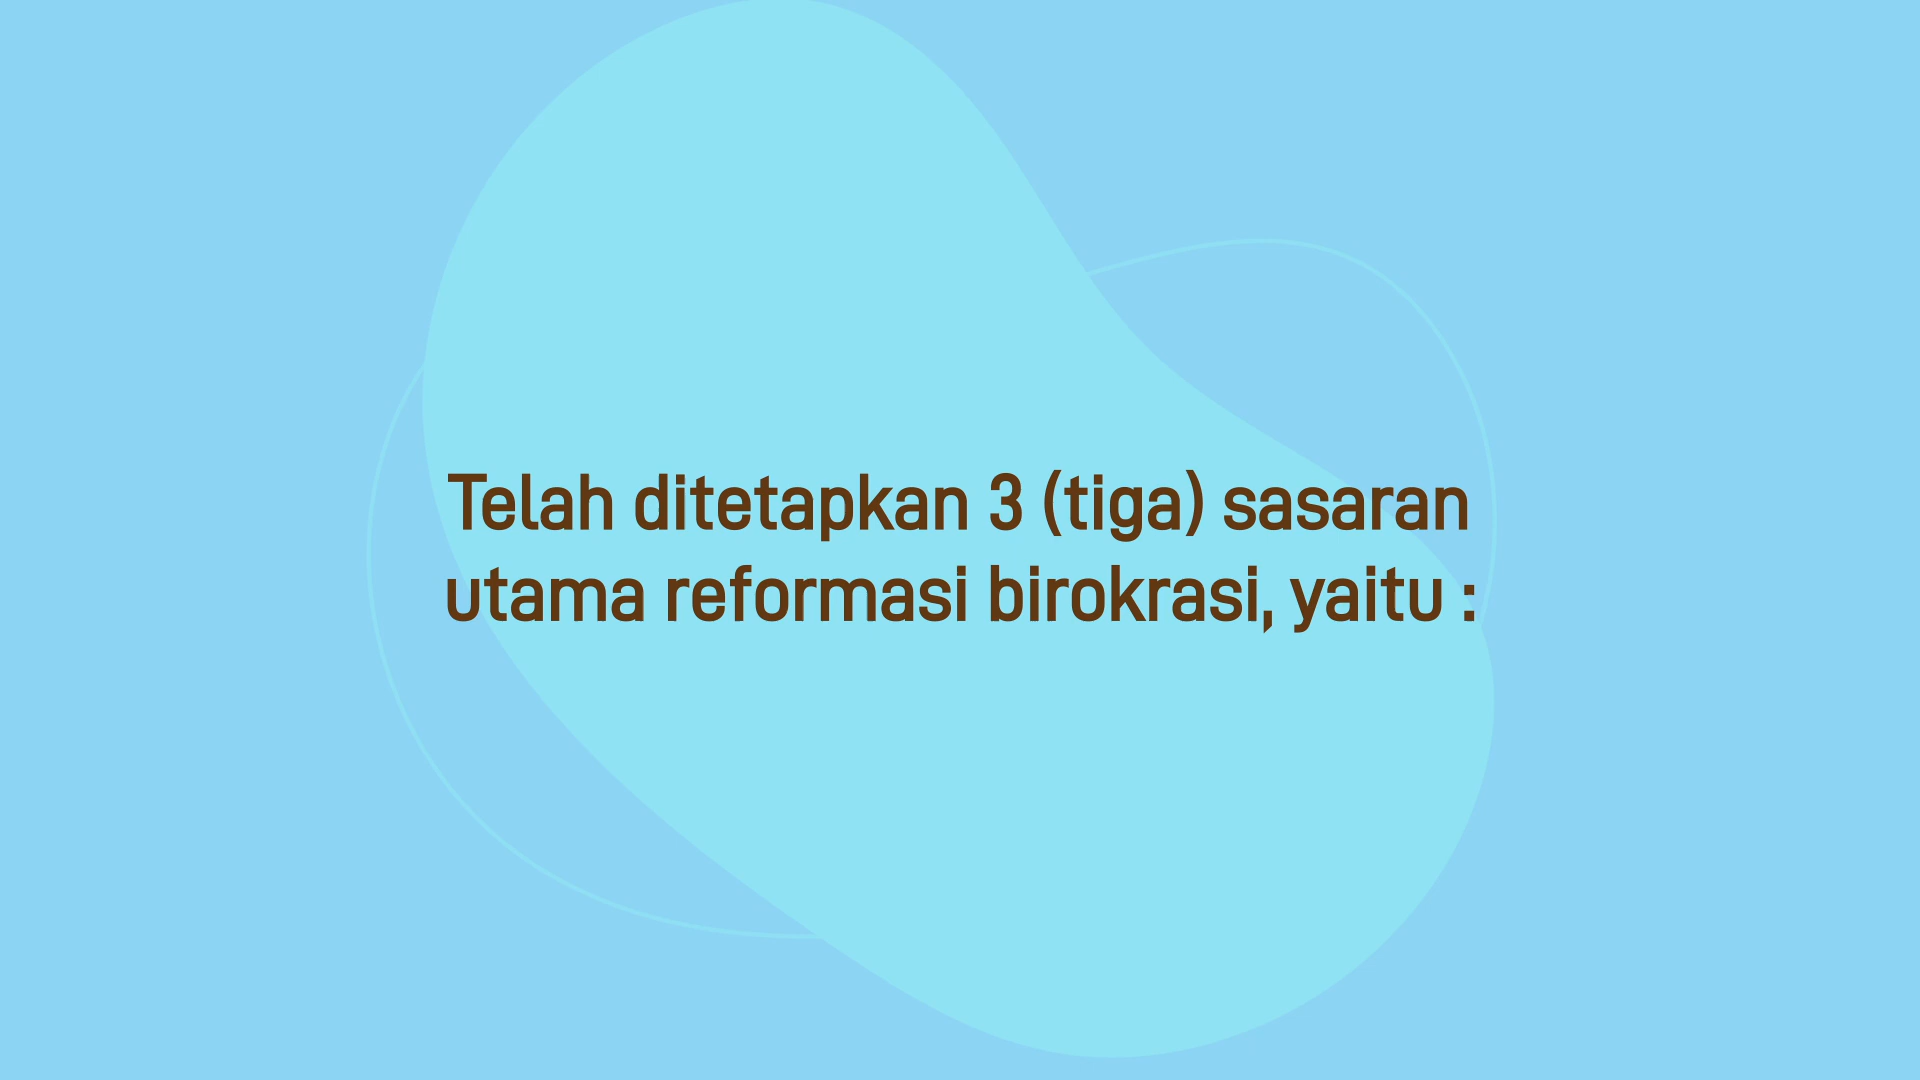 Telah ditetapkan 3 (tiga) sasaran
utama reformasi birokrasi, yaitu :